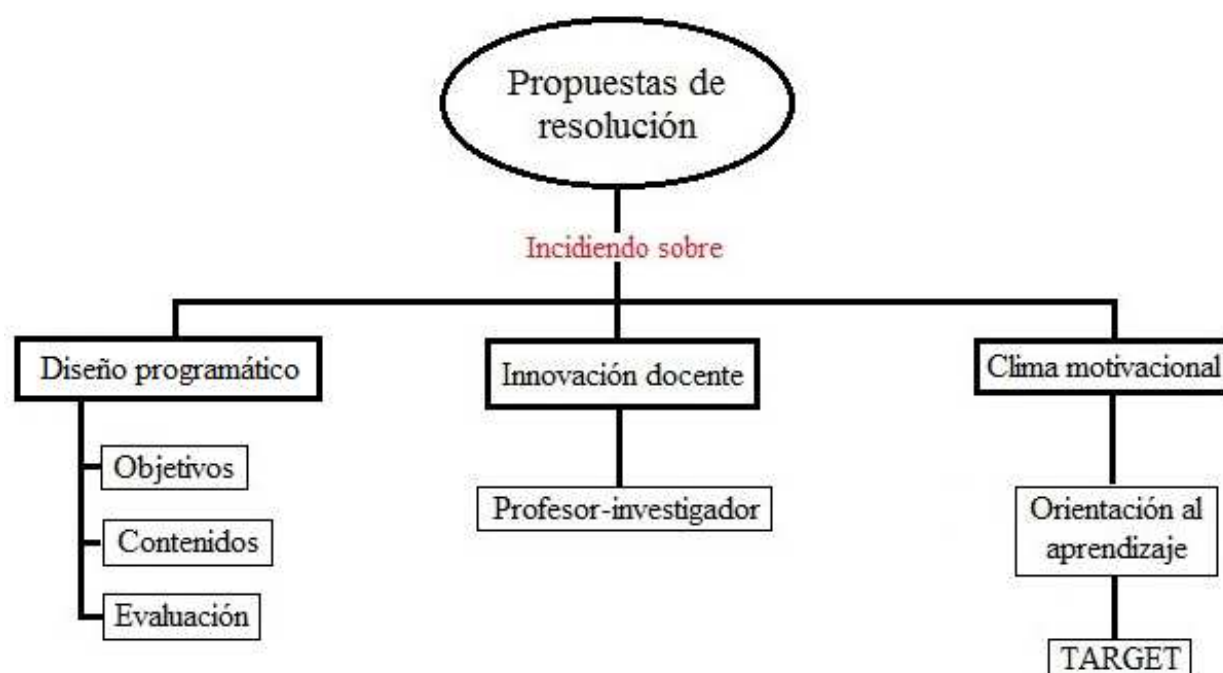 Propuestas de
resolución
Incidiendo sobre
Diseño programático
Innovación docente
Clima motivacional
Objetivos
Contenidos
Evaluación
Profesor-investigador
Orientación al
aprendizaje
TARGET